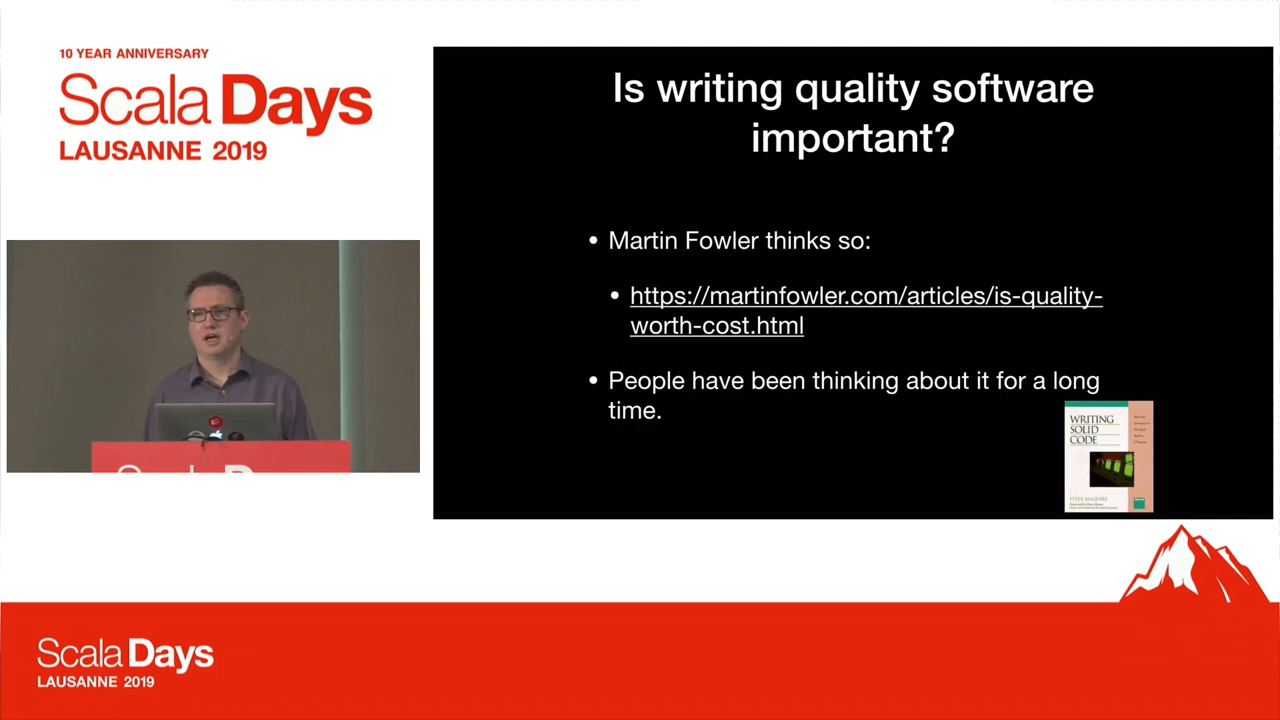 10 YEAR ANNIVERSARY
Scala Days
LAUSANNE 2019
Is writing quality software
important?
• Martin Fowler thinks so:
• https://martinfowler.com/articles/is-quality-
worth-cost.html
• People have been thinking about it for a long
time.
WRITING
SOLID
CODE
STEVE MAGUIRE
Scala Days
Scala Days
LAUSANNE 2019